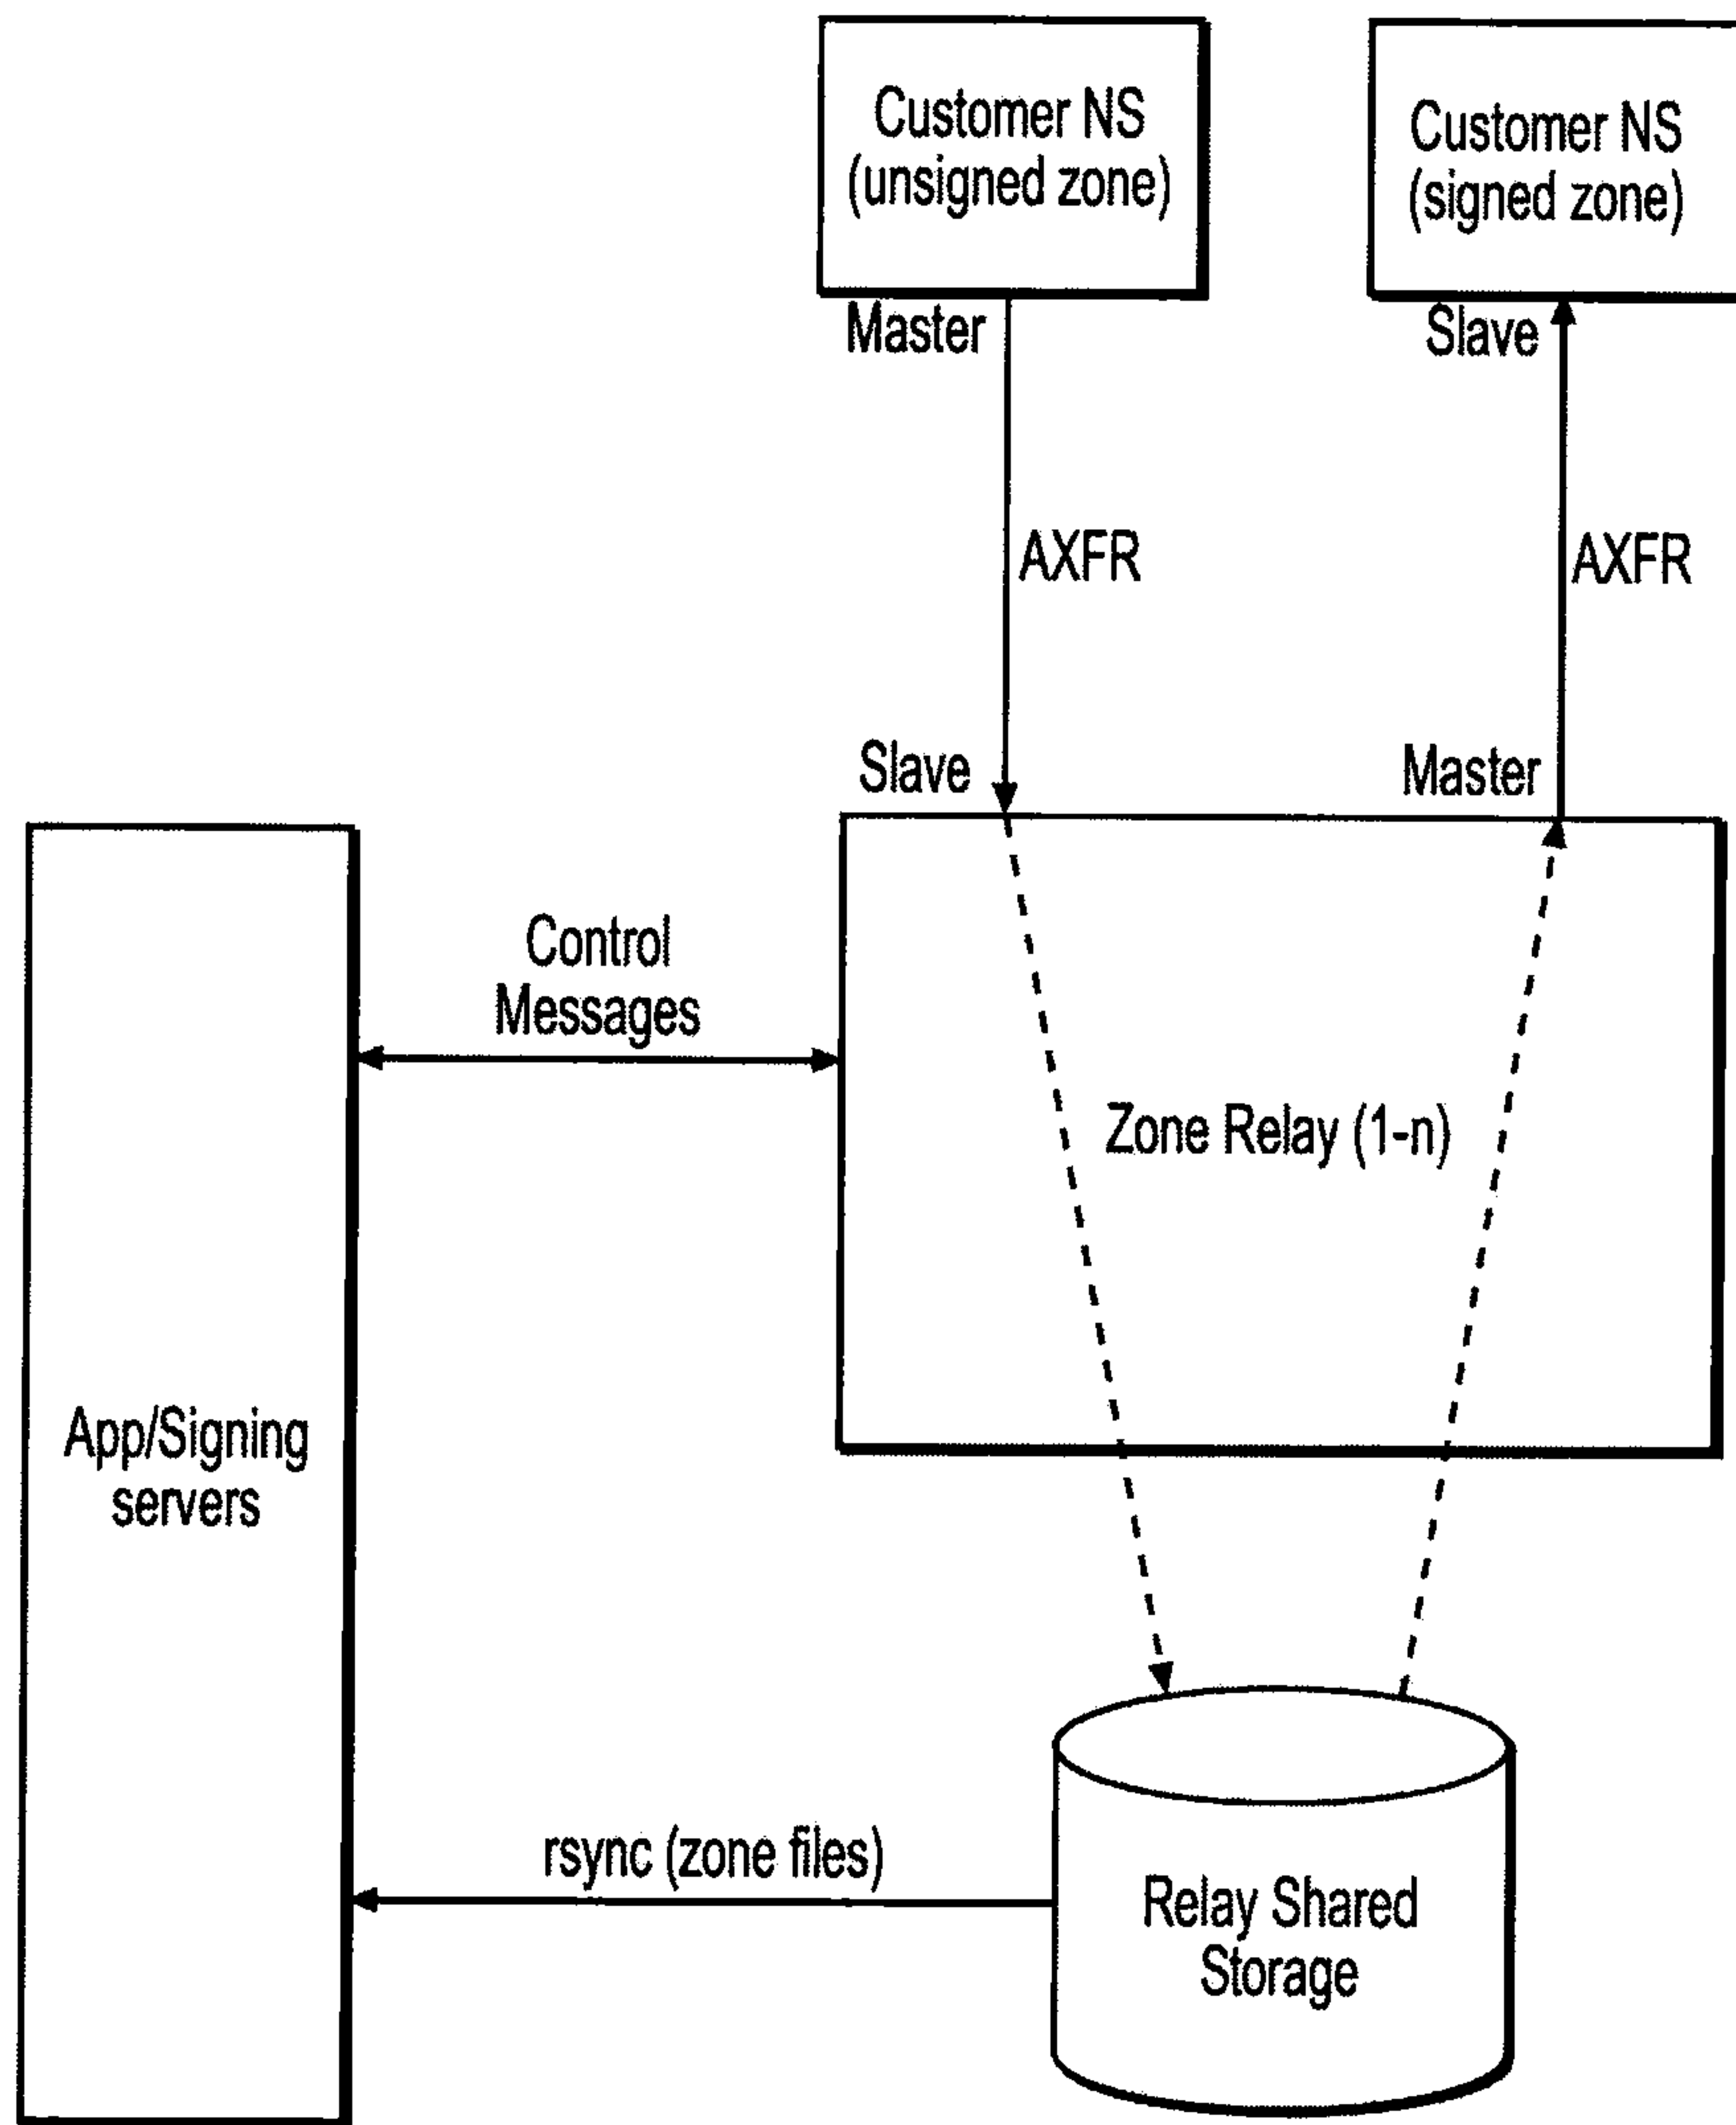 Customer NS
(unsigned zone)
Customer NS
(signed zone)
Master
Slave
AXFR
AXFR
Slave
Master
Control
Messages
Zone Relay (1-n)
App/Signing
servers
rsync (zone files)
Relay Shared
Storage